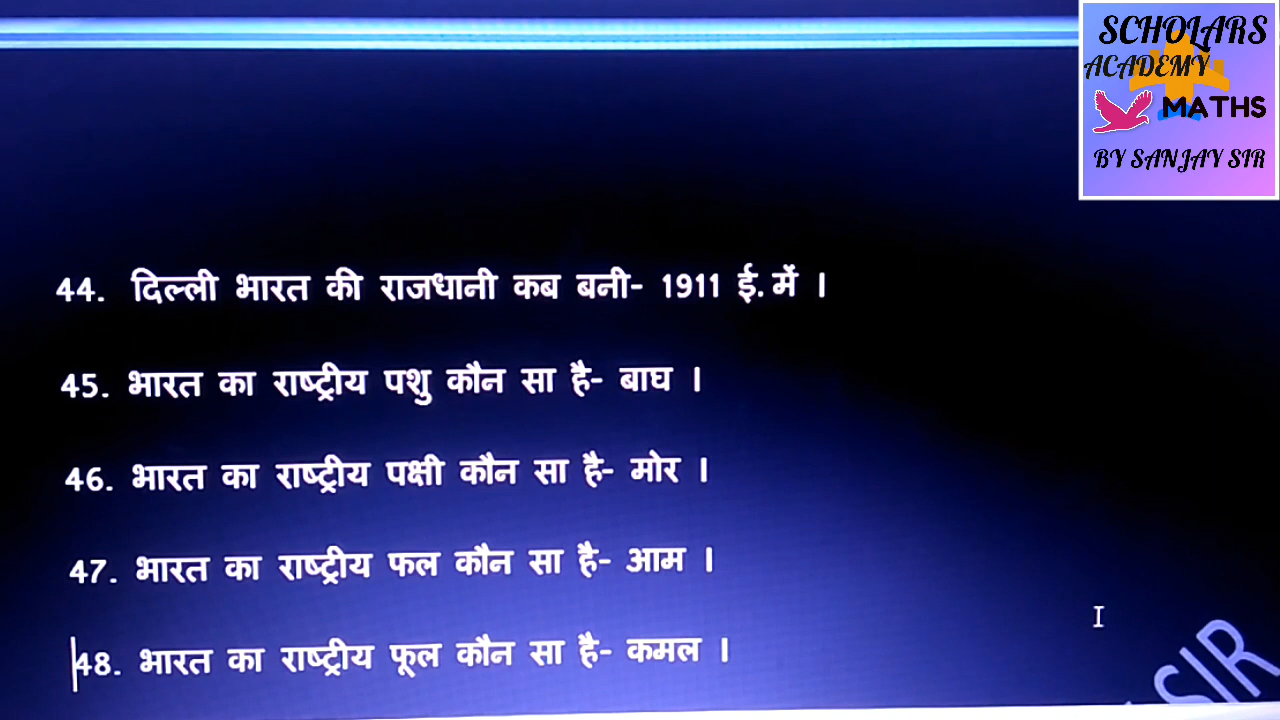 SCHOLARS
ACADEMY
MATHS
BY SANJAY SIR
44. दिल्ली भारत की राजधानी कब बनी- 1911 ई. में ।
45. भारत का राष्ट्रीय पशु कौन सा है- बाघ ।
46. भारत का राष्ट्रीय पक्षी कौन सा है- मोर ।
47. भारत का राष्ट्रीय फल कौन सा है- आम ।
48. भारत का राष्ट्रीय फूल कौन सा है- कमल ।
SIR